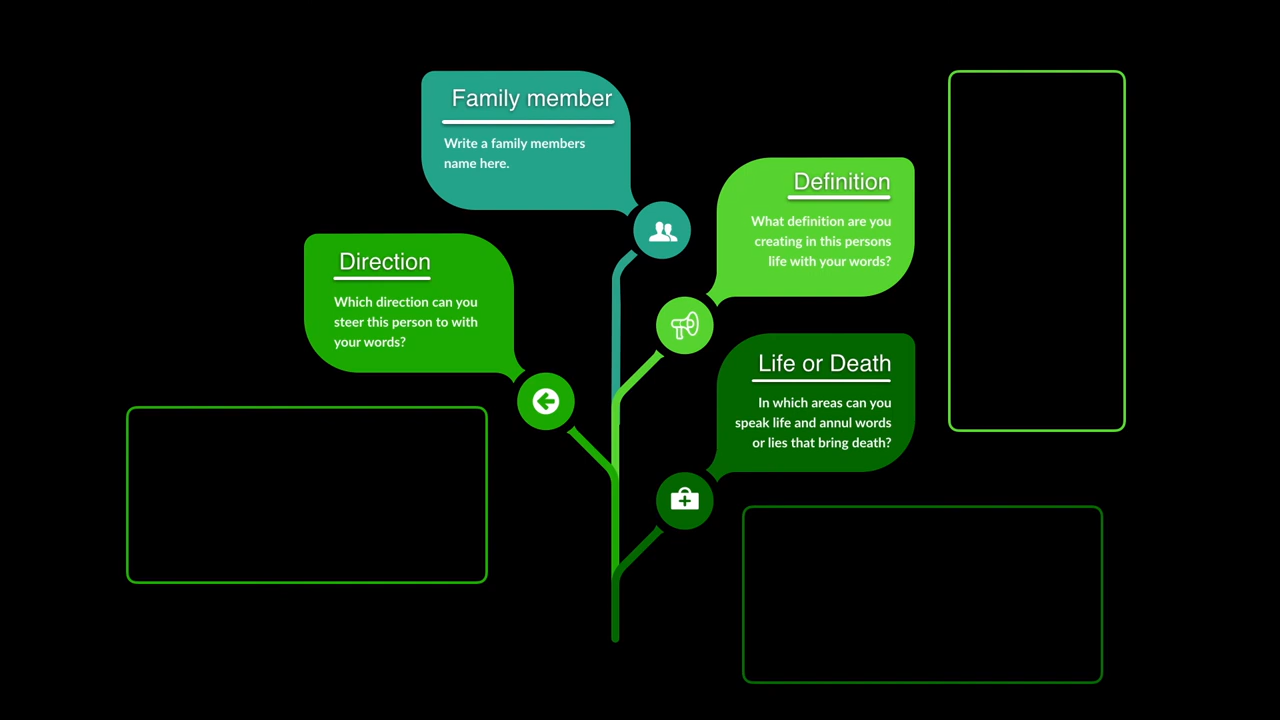 Family member
Write a family members
name here.
Definition
What definition are you
creating in this persons
life with your words?
Direction
Which direction can you
steer this person to with
your words?
Life or Death
In which areas can you
speak life and annul words
or lies that bring death?